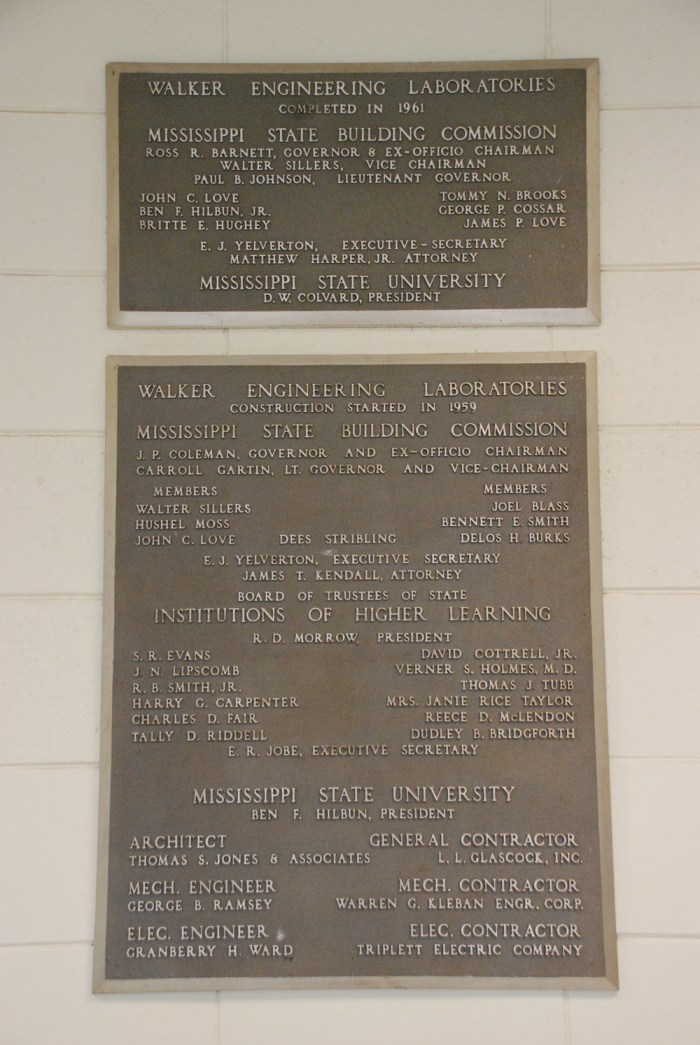 WALKER ENGINEERING LABORATORIES
COMPLETED IN 1961
MISSISSIPPI STATE BUILDING COMMISSION
ROSS R. BARNETT, GOVERNOR & EX-OFFICIO CHAIRMAN
WALTER SILLERS, VICE CHAIRMAN
PAUL B. JOHNSON, LIEUTENANT GOVERNOR
JOHN C. LOVE TOMMY N. BROOKS
BEN F. HILBUN, JR. GEORGE P. COSSAR
BRITTE E. HUGHEY JAMES P. LOVE
E. J. YELVERTON, EXECUTIVE-SECRETARY
MATTHEW HARPER, JR. ATTORNEY
MISSISSIPPI STATE UNIVERSITY
D. W. COLVARD, PRESIDENT
WALKER ENGINEERING LABORATORIES
CONSTRUCTION STARTED IN 1959
MISSISSIPPI STATE BUILDING COMMISSION
J. P. COLEMAN, GOVERNOR AND EX-OFFICIO CHAIRMAN
CARROLL GARTIN, LT. GOVERNOR AND VICE-CHAIRMAN
MEMBERS MEMBERS
WALTER SILLERS JOEL BLASS
HUSHEL MOSS BENNETT E. SMITH
JOHN C. LOVE DEES STRIBLING DELOS H. BURKS
E. J. YELVERTON, EXECUTIVE SECRETARY
JAMES T. KENDALL, ATTORNEY
BOARD OF TRUSTEES OF STATE
INSTITUTIONS OF HIGHER LEARNING
R. D. MORROW, PRESIDENT
S. R. EVANS DAVID COTTRELL, JR.
J. N. LIPSCOMB VERNER S. HOLMES, M. D.
R. B. SMITH, JR. THOMAS J. TUBB
HARRY G. CARPENTER MRS. JANIE RICE TAYLOR
CHARLES D. FAIR REECE D. McLENDON
TALLY D. RIDDELL DUDLEY B. BRIDGFORTH
E. R. JOBE, EXECUTIVE SECRETARY
MISSISSIPPI STATE UNIVERSITY
BEN F. HILBUN, PRESIDENT
ARCHITECT GENERAL CONTRACTOR
THOMAS S. JONES & ASSOCIATES L. L. GLASCOCK, INC.
MECH. ENGINEER MECH. CONTRACTOR
GEORGE B. RAMSEY WARREN G. KLEBAN ENGR. CORP.
ELEC. ENGINEER ELEC. CONTRACTOR
GRANBERRY H. WARD TRIPLETT ELECTRIC COMPANY